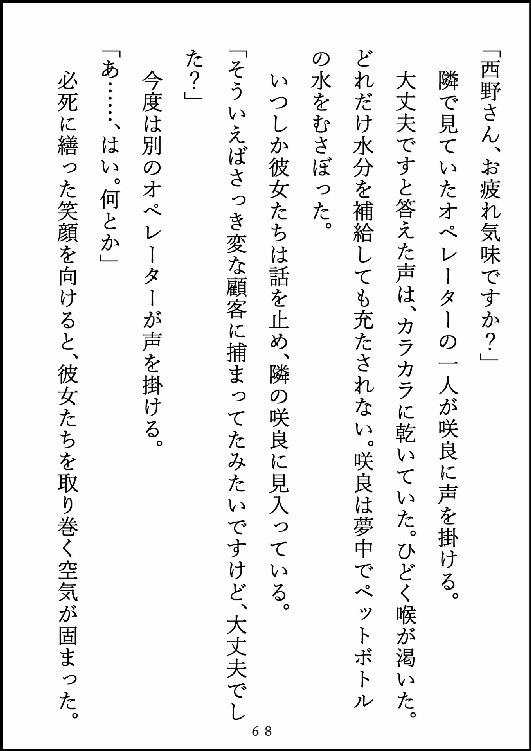 「西野さん、お疲れ気味ですか？」
隣で見ていたオペレーターの一人が咲良に声を掛ける。
大丈夫ですと答えた声は、カラカラに乾いていた。ひどく喉が渇いた。
どれだけ水分を補給しても充たされない。咲良は夢中でペットボトル
の水をむさぼった。
いつしか彼女たちは話を止め、隣の咲良に見入っている。
「そういえばさっき変な顧客に捕まってたみたいですけど、大丈夫でし
た？」
今度は別のオペレーターが声を掛ける。
「あ……、はい。何とか」
必死に繕った笑顔を向けると、彼女たちを取り巻く空気が固まった。
68